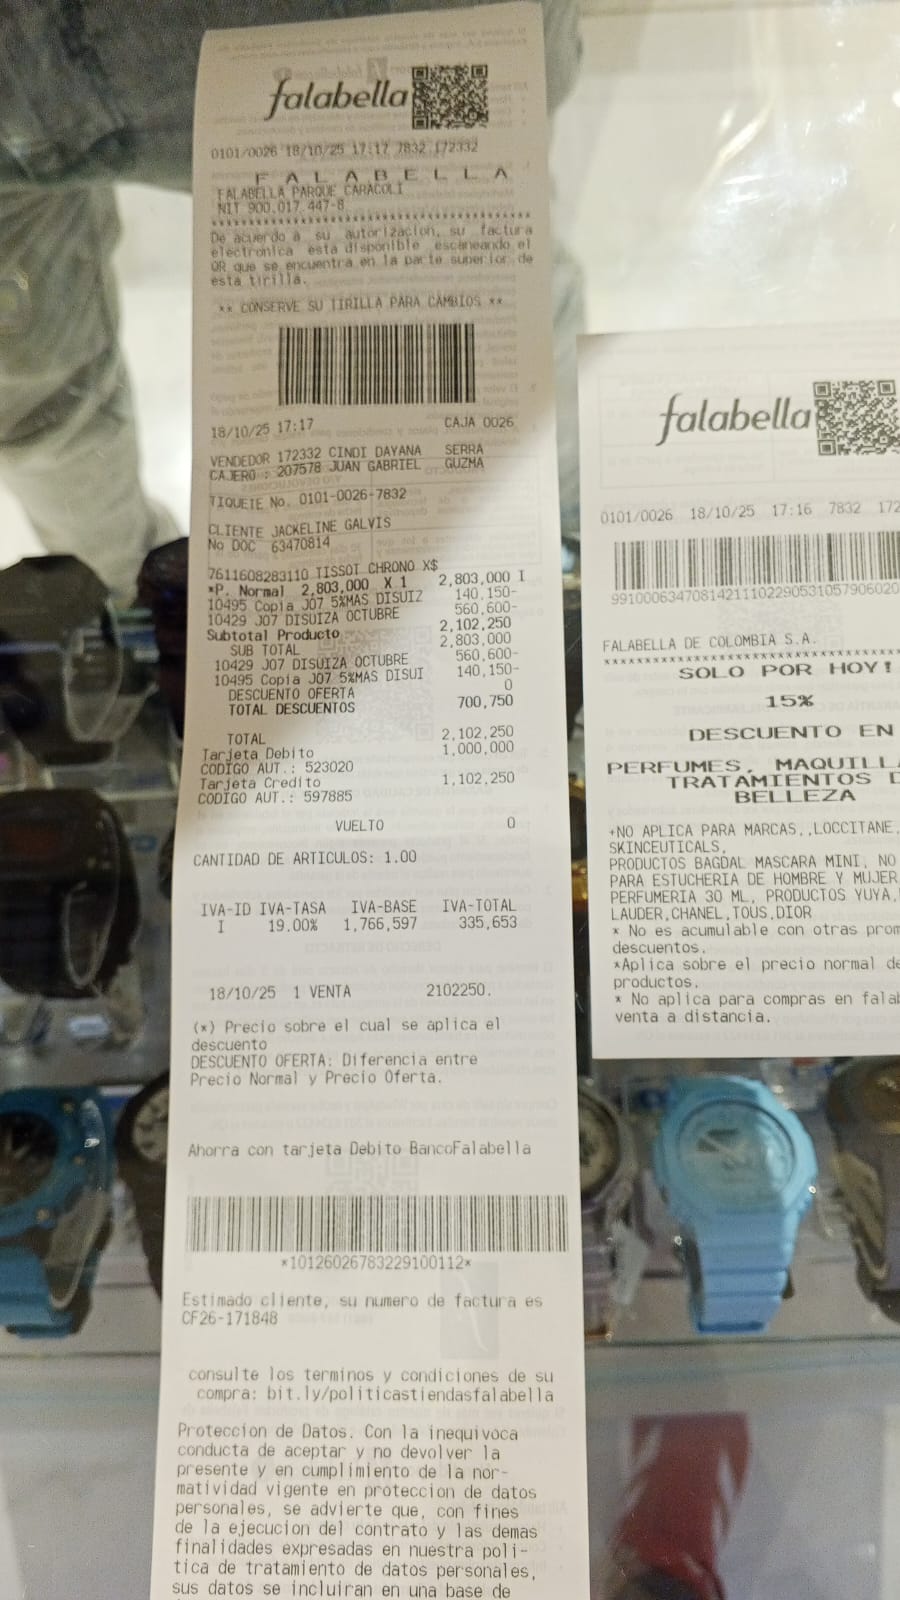 falabella
0101/0026 18/10/25 17:17 7832 172332
F A L A B E L L A
FALABELLA PARQUE CARACOLI
NIT 900.017.447-8
****************************************
De acuerdo a su autorizacion, su factura
electronica esta disponible escaneando el
QR que se encuentra en la parte superior de
esta tirilla.
** CONSERVE SU TIRILLA PARA CAMBIOS **
18/10/25 17:17 CAJA 0026
VENDEDOR 172332 CINDI DAYANA SERRA
CAJERO : 207578 JUAN GABRIEL GUZMA
TIQUETE No. 0101-0026-7832
CLIENTE JACKELINE GALVIS
No DOC 63470814
7611608283110 TISSOT CHRONO X$
*P. Normal 2,803,000 X 1 2,803,000 I
10495 Copia J07 5%MAS DISUIZ 140,150-
10429 J07 DISUIZA OCTUBRE 560,600-
Subtotal Producto 2,102,250
SUB TOTAL 2,803,000
10429 J07 DISUIZA OCTUBRE 560,600-
10495 Copia J07 5%MAS DISUI 140,150-
DESCUENTO OFERTA 0
TOTAL DESCUENTOS 700,750
TOTAL 2,102,250
Tarjeta Debito 1,000,000
CODIGO AUT.: 523020
Tarjeta Credito 1,102,250
CODIGO AUT.: 597885
VUELTO 0
CANTIDAD DE ARTICULOS: 1.00
IVA-ID IVA-TASA IVA-BASE IVA-TOTAL
I 19.00% 1,766,597 335,653
18/10/25 1 VENTA 2102250.
(*) Precio sobre el cual se aplica el
descuento
DESCUENTO OFERTA: Diferencia entre
Precio Normal y Precio Oferta.
Ahorra con tarjeta Debito BancoFalabella
*10126026783229100112*
Estimado cliente, su numero de factura es
CF26-171848
consulte los terminos y condiciones de su
compra: bit.ly/politicastiendasfalabella
Proteccion de Datos. Con la inequivoca
conducta de aceptar y no devolver la
presente y en cumplimiento de la nor-
matividad vigente en proteccion de datos
personales, se advierte que, con fines
de la ejecucion del contrato y las demas
finalidades expresadas en nuestra poli-
tica de tratamiento de datos personales,
sus datos se incluiran en una base de
falabella
0101/0026 18/10/25 17:16 7832 172
9910006347081421110229053105790602
FALABELLA DE COLOMBIA S.A.
SOLO POR HOY!
15%
DESCUENTO EN
PERFUMES, MAQUILLA
TRATAMIENTOS D
BELLEZA
+NO APLICA PARA MARCAS,,LOCCITANE,
SKINCEUTICALS,
PRODUCTOS BAGDAL MASCARA MINI, NO
PARA ESTUCHERIA DE HOMBRE Y MUJER
PERFUMERIA 30 ML, PRODUCTOS YUYA,
LAUDER,CHANEL,TOUS,DIOR
* No es acumulable con otras prom
descuentos.
*Aplica sobre el precio normal de
productos.
* No aplica para compras en falab
venta a distancia.